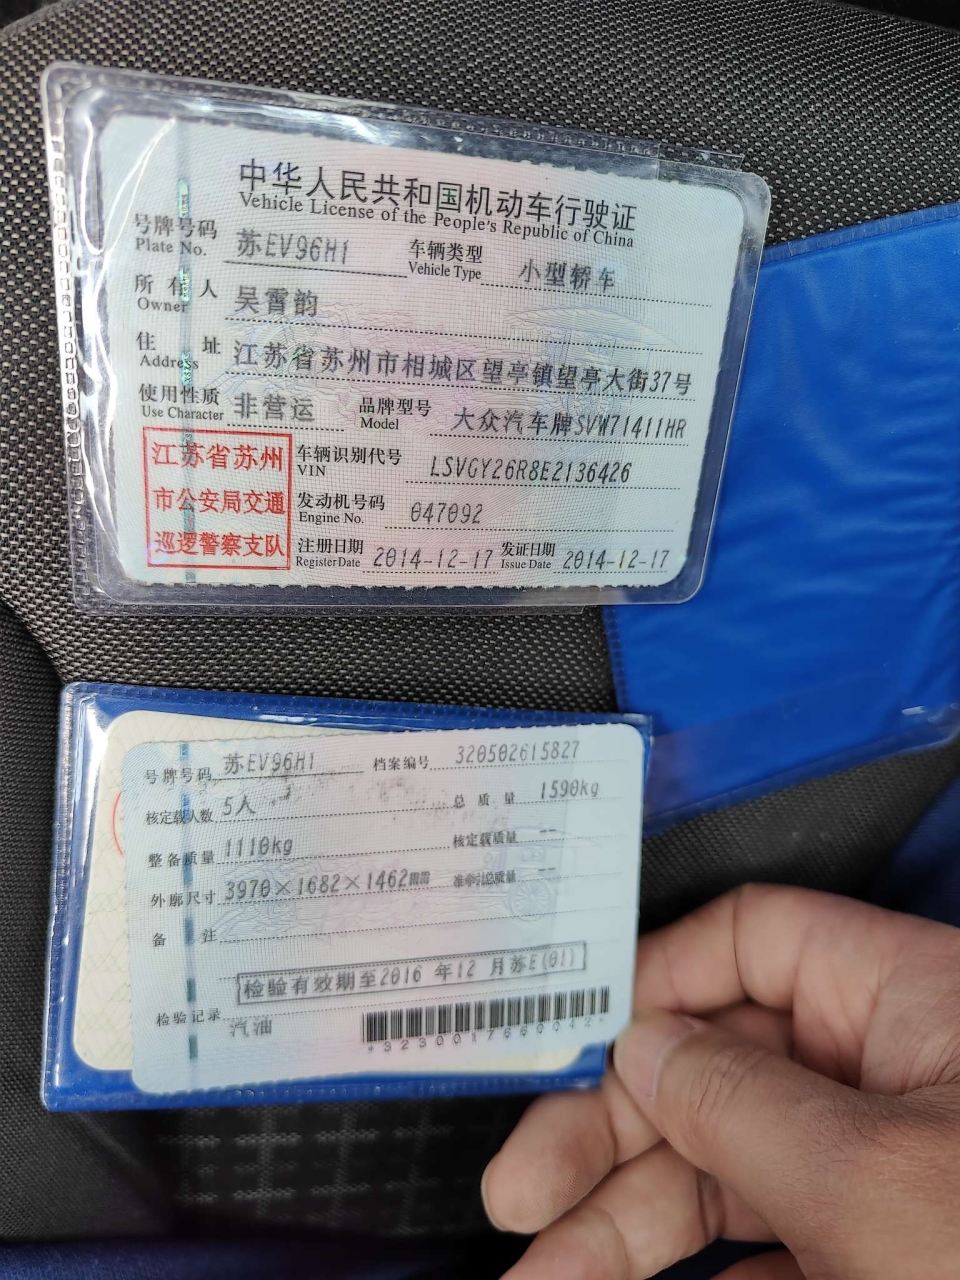 中华人民共和国机动车行驶证
Vehicle License of the People's Republic of China
号牌号码 苏EV96H1 车辆类型 小型轿车
Plate No. Vehicle Type
所有人 吴霄韵
Owner
住址 江苏省苏州市相城区望亭镇望亭大街37号
Address
使用性质 非营运 品牌型号 大众汽车牌SVW71411HR
Use Character Model
江苏省苏州
市公安局交通
巡逻警察支队
车辆识别代号 LSVGY26R8E2136426
VIN
发动机号码 047092
Engine No.
注册日期 2014-12-17 发证日期 2014-12-17
Register Date Issue Date
号牌号码 苏EV96H1 档案编号 320502615827
核定载人数 5人 总质量 1590kg
整备质量 1110kg 核定载质量 --
外廓尺寸 3970×1682×1462mm 准牵引总质量 --
备注
检验有效期至2016年12月苏E(01)
检验记录 汽油
*3230017660042*